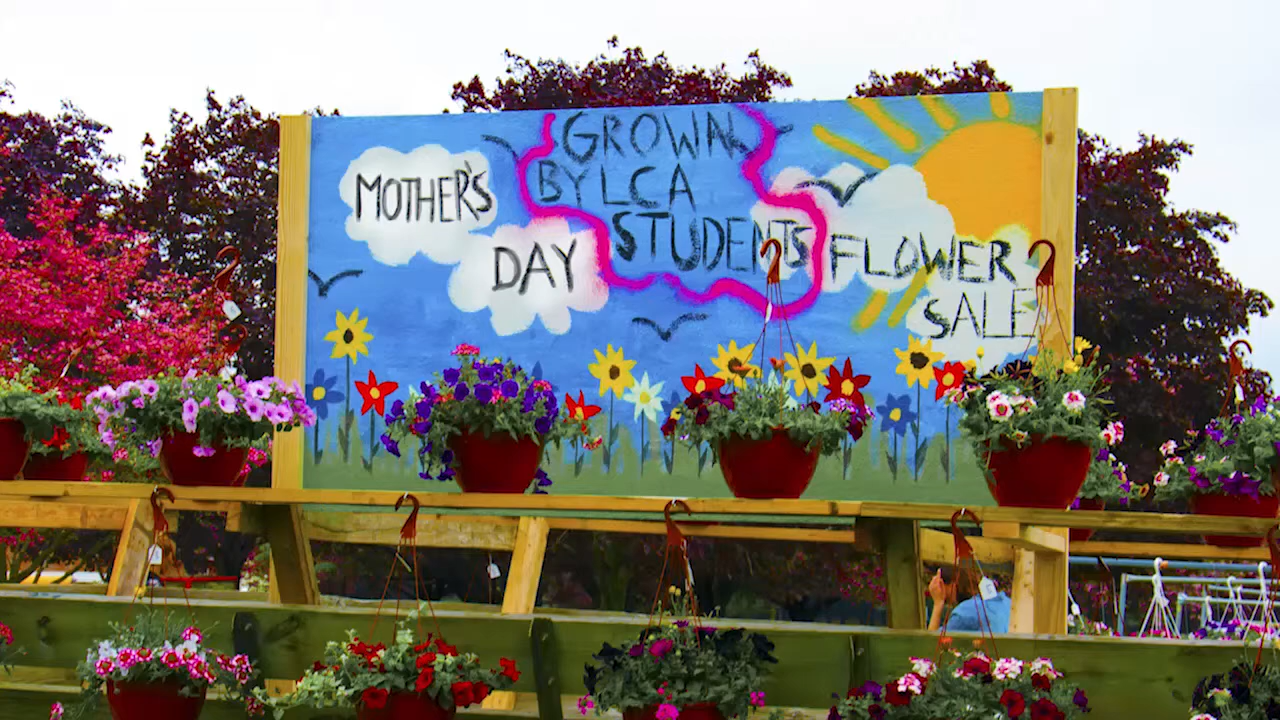 MOTHER'S
DAY
GROWN
BY LCA
STUDENTS
FLOWER
SALE